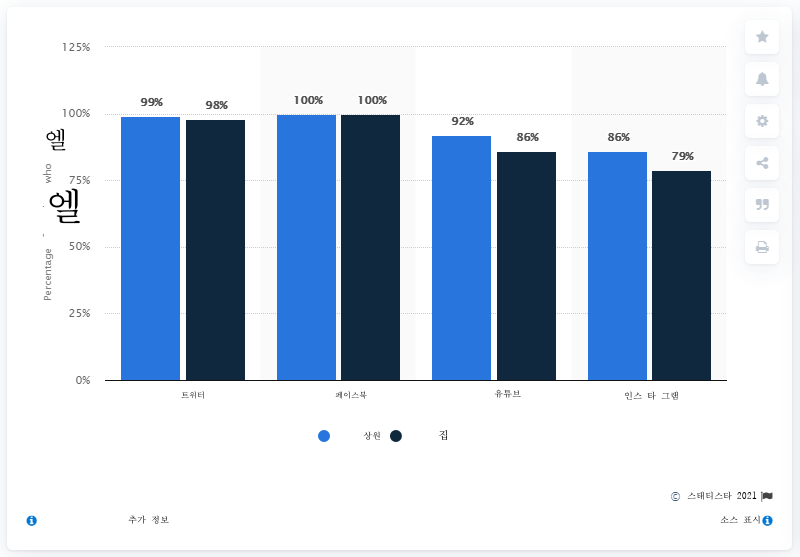 125%
100%
75%
50%
25%
0%
Percentage
엘
who
엘
99%
98%
100%
100%
92%
86%
86%
79%
트위터
페이스북
유튜브
인스 타 그램
상원
집
© 스태티스타 2021
추가 정보
소스 표시